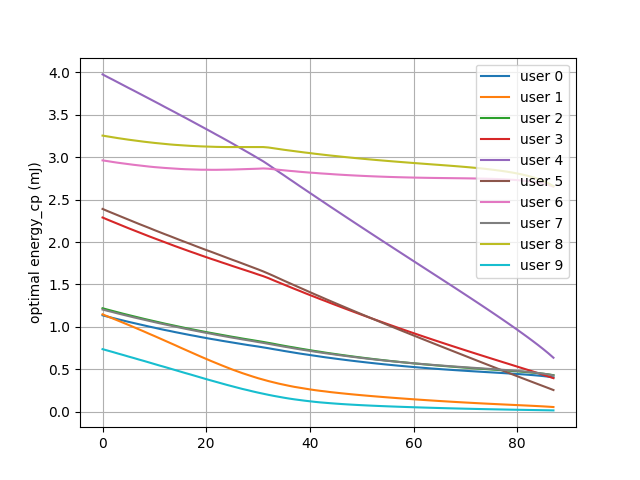 optimal energy_cp (mJ)
4.0
3.5
3.0
2.5
2.0
1.5
1.0
0.5
0.0
0
20
40
60
80
user 0
user 1
user 2
user 3
user 4
user 5
user 6
user 7
user 8
user 9